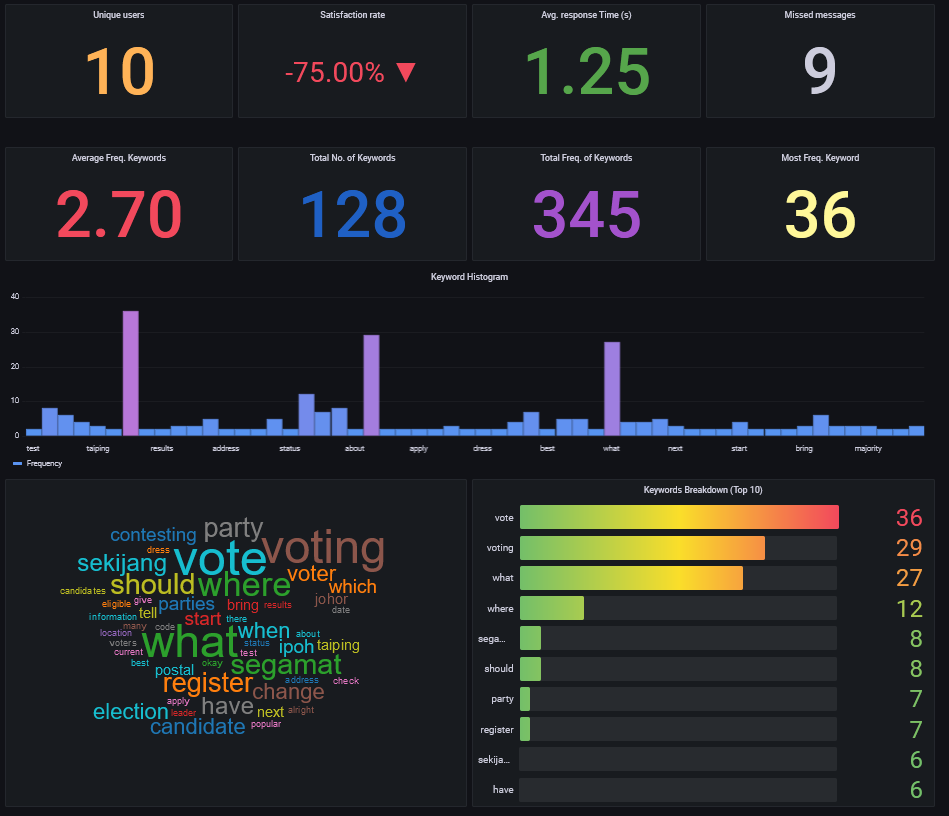 Unique users
Satisfaction rate
Avg. response Time (s)
Missed messages
10
-75.00%
1.25
9
Average Freq. Keywords
Total No. of Keywords
Total Freq. of Keywords
Most Freq. Keyword
2.70
128
345
36
Keyword Histogram
40
30
20
10
0
test taiping results address status about apply dress best what next start bring majority
Frequency
party
contesting
voting
dress
vote
sekijang
voter
should
where
which
candidates
give
eligible
parties
bring
results
johor
date
tell
information
start
there
many
code
location
what
when
about
voters
status
ipoh
taiping
current
test
best
okay
segamat
postal
address
check
register
change
apply
have
election
leader
next
alright
candidate
popular
Keywords Breakdown (Top 10)
vote 36
voting 29
what 27
where 12
sega... 8
should 8
party 7
register 7
sekija... 6
have 6